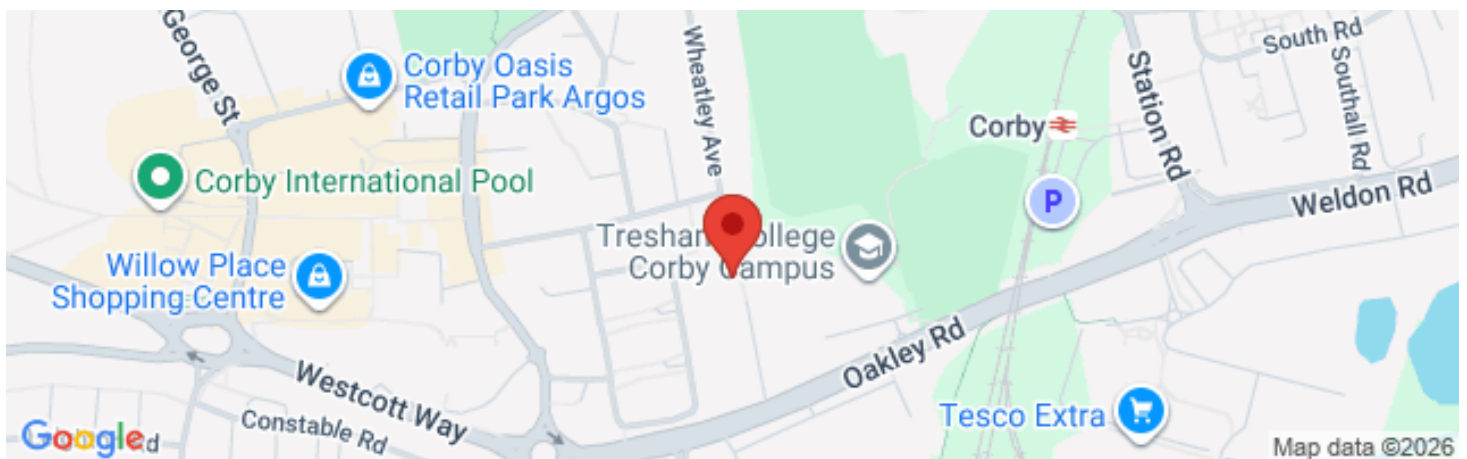 George St
Corby Oasis
Retail Park Argos
Wheatley Ave
Corby
Station Rd
South Rd
Southall Rd
Corby International Pool
Weldon Rd
P
Willow Place
Shopping Centre
Corby Campus
Oakley Rd
Westcott Way
Constable Rd
Tesco Extra
Google
Map data ©2026